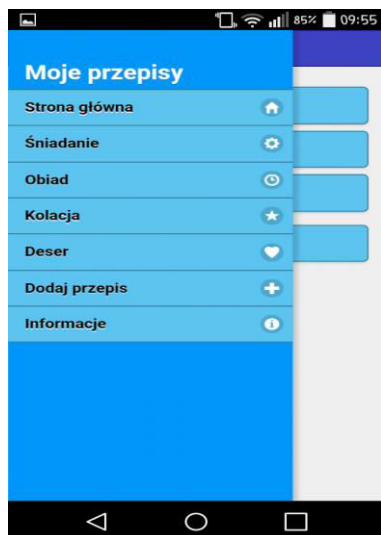 85% 09:55
Moje przepisy
Strona główna
Śniadanie
Obiad
Kolacja
Deser
Dodaj przepis
Informacje